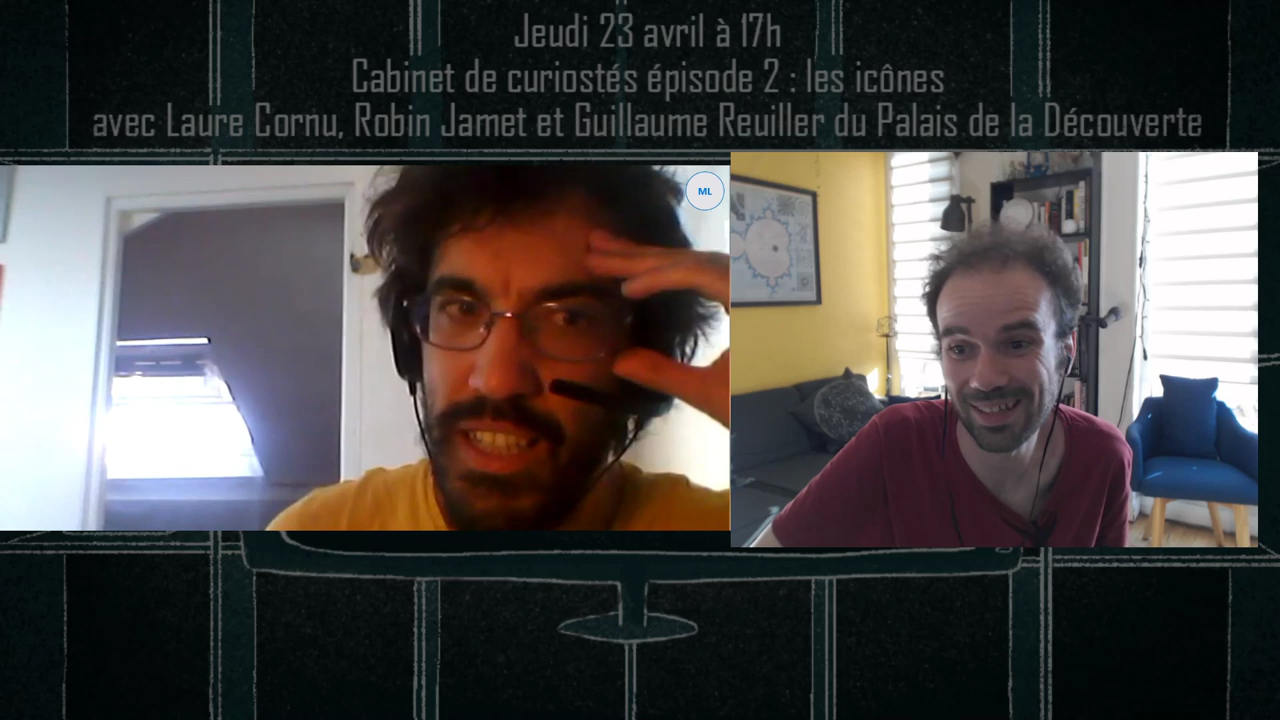 Jeudi 23 avril à 17h
Cabinet de curiostés épisode 2 : les icônes
avec Laure Cornu, Robin Jamet et Guillaume Reuiller du Palais de la Découverte
ML